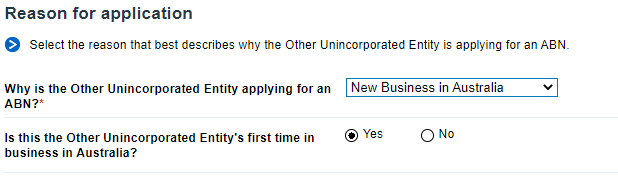 Reason for application
Select the reason that best describes why the Other Unincorporated Entity is applying for an ABN.
Why is the Other Unincorporated Entity applying for an
ABN?*
New Business in Australia
Is this the Other Unincorporated Entity's first time in
business in Australia?
Yes
No